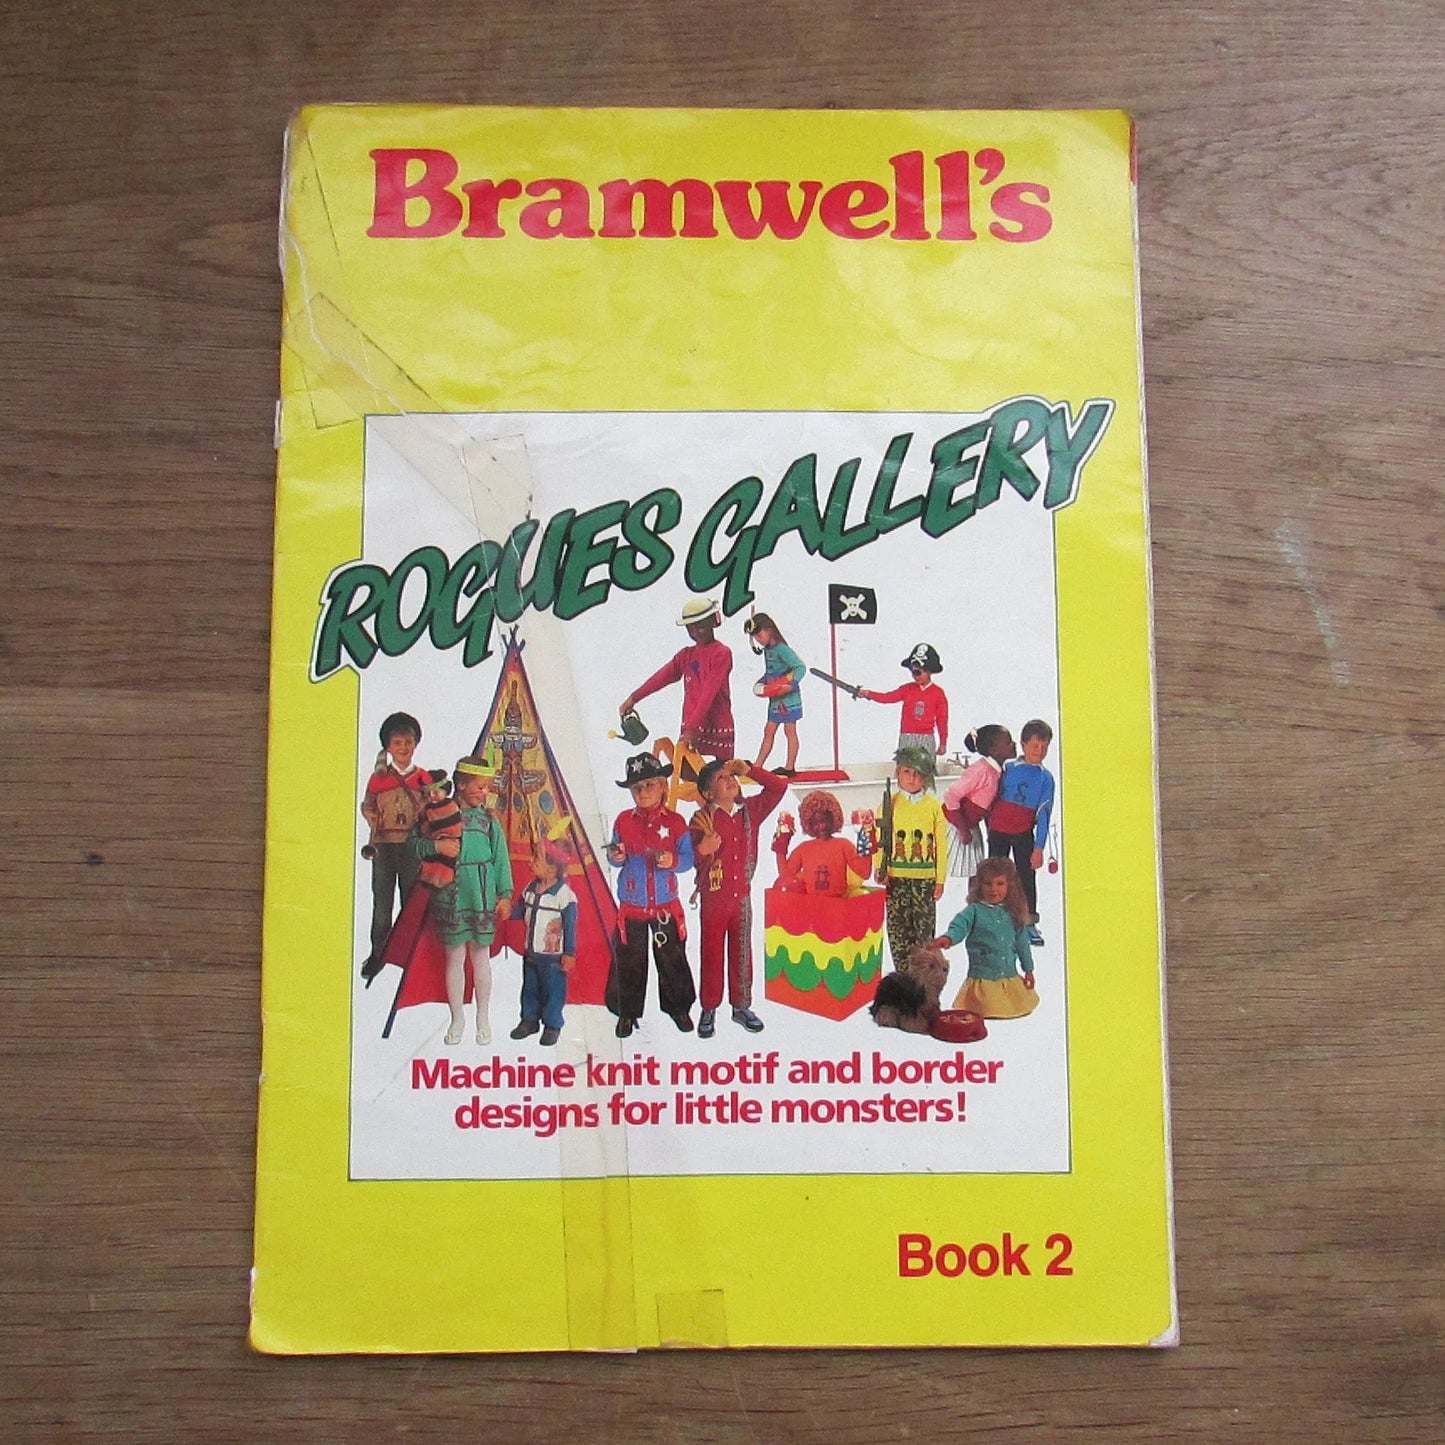 Bramwell's
ROGUES GALLERY
Machine knit motif and border
designs for little monsters!
Book 2